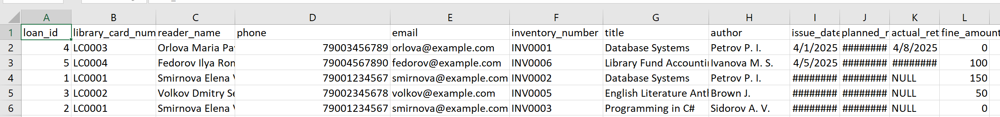 A B C D E F G H I J K L
1 loan_id library_card_num reader_name phone email inventory_number title author issue_date planned_r actual_ret fine_amount
2 4 LC0003 Orlova Maria Pa 79003456789 orlova@example.com INV0001 Database Systems Petrov P. I. 4/1/2025 ######## 4/8/2025 0
3 5 LC0004 Fedorov Ilya Ron 79004567890 fedorov@example.com INV0006 Library Fund Accounti Ivanova M. S. 4/5/2025 ######## ######## 100
4 1 LC0001 Smirnova Elena 79001234567 smirnova@example.com INV0002 Database Systems Petrov P. I. ######## ######## NULL 150
5 3 LC0002 Volkov Dmitry Se 79002345678 volkov@example.com INV0005 English Literature Ant Brown J. ######## ######## NULL 50
6 2 LC0001 Smirnova Elena 79001234567 smirnova@example.com INV0003 Programming in C# Sidorov A. V. ######## ######## NULL 0